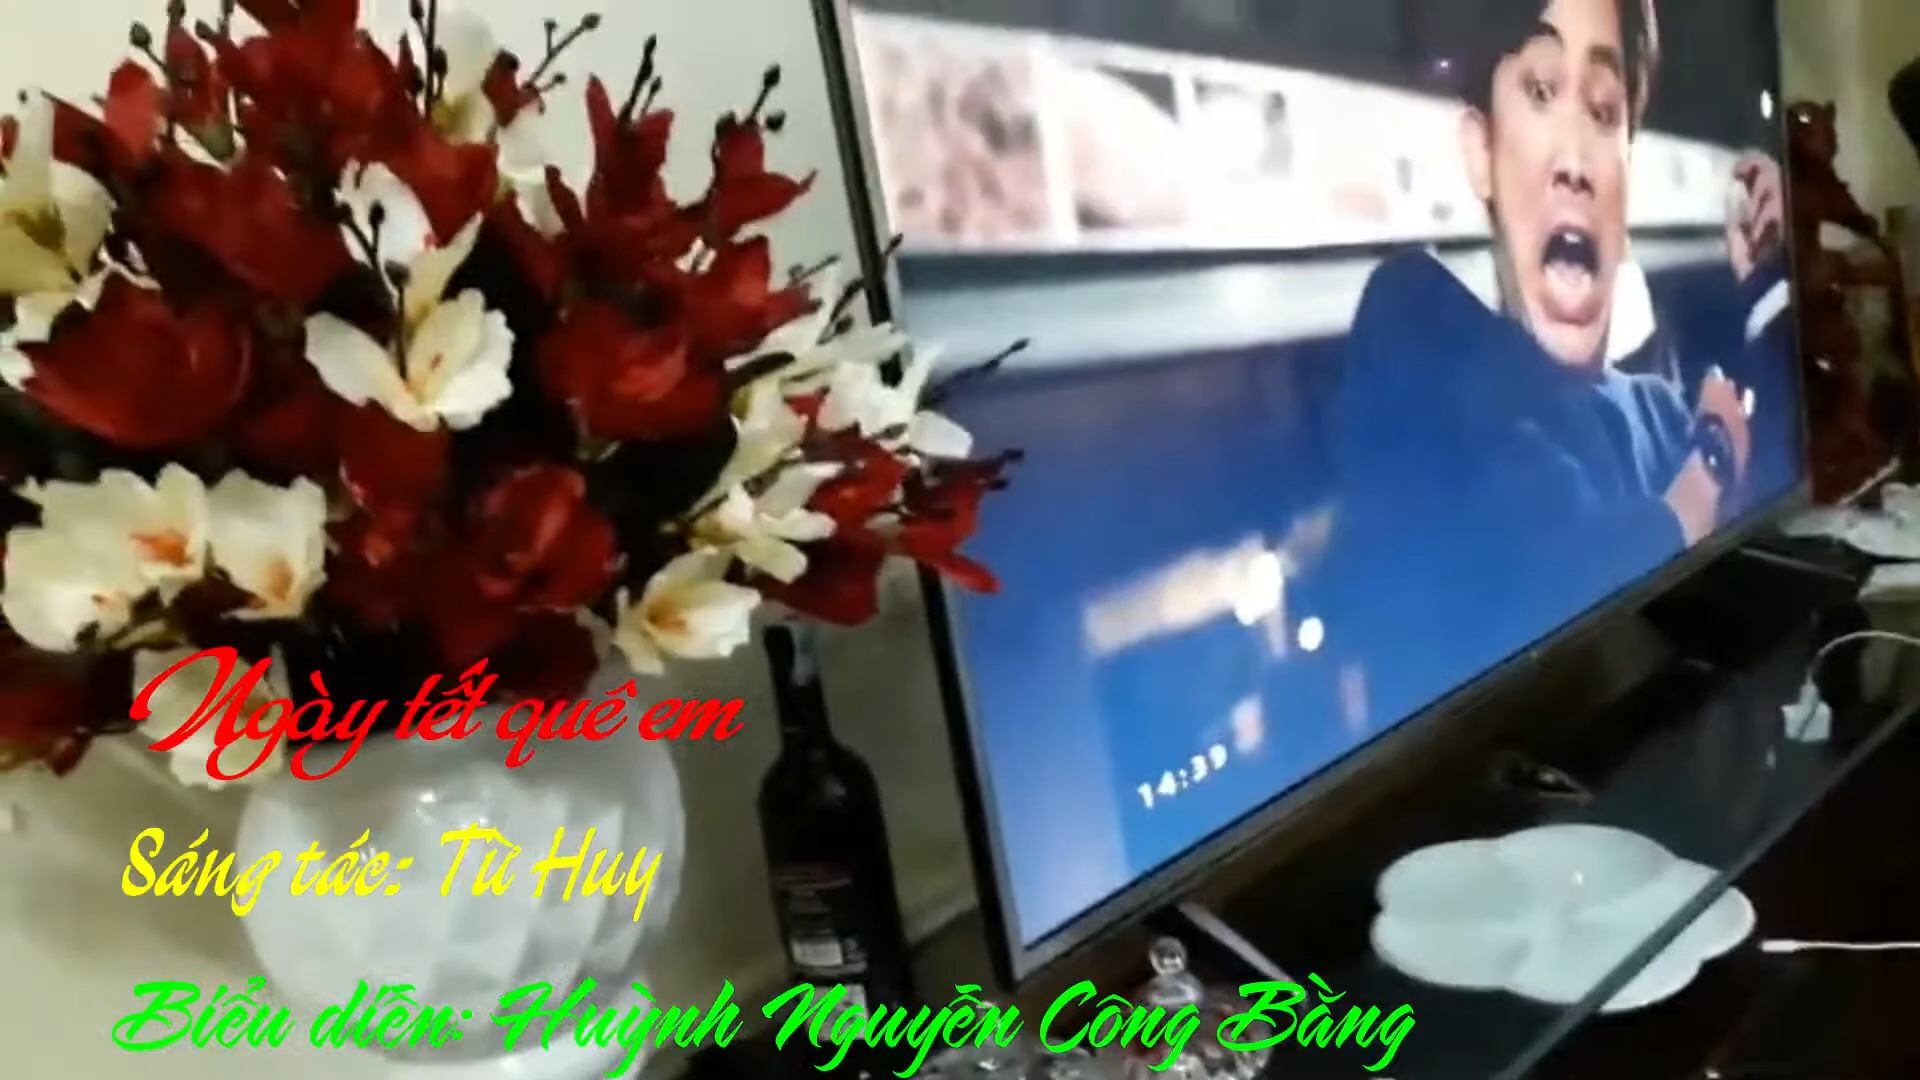 14:39
Ngày tết quê em
Sáng tác: Từ Huy
Biểu diễn: Huỳnh Nguyễn Công Bằng